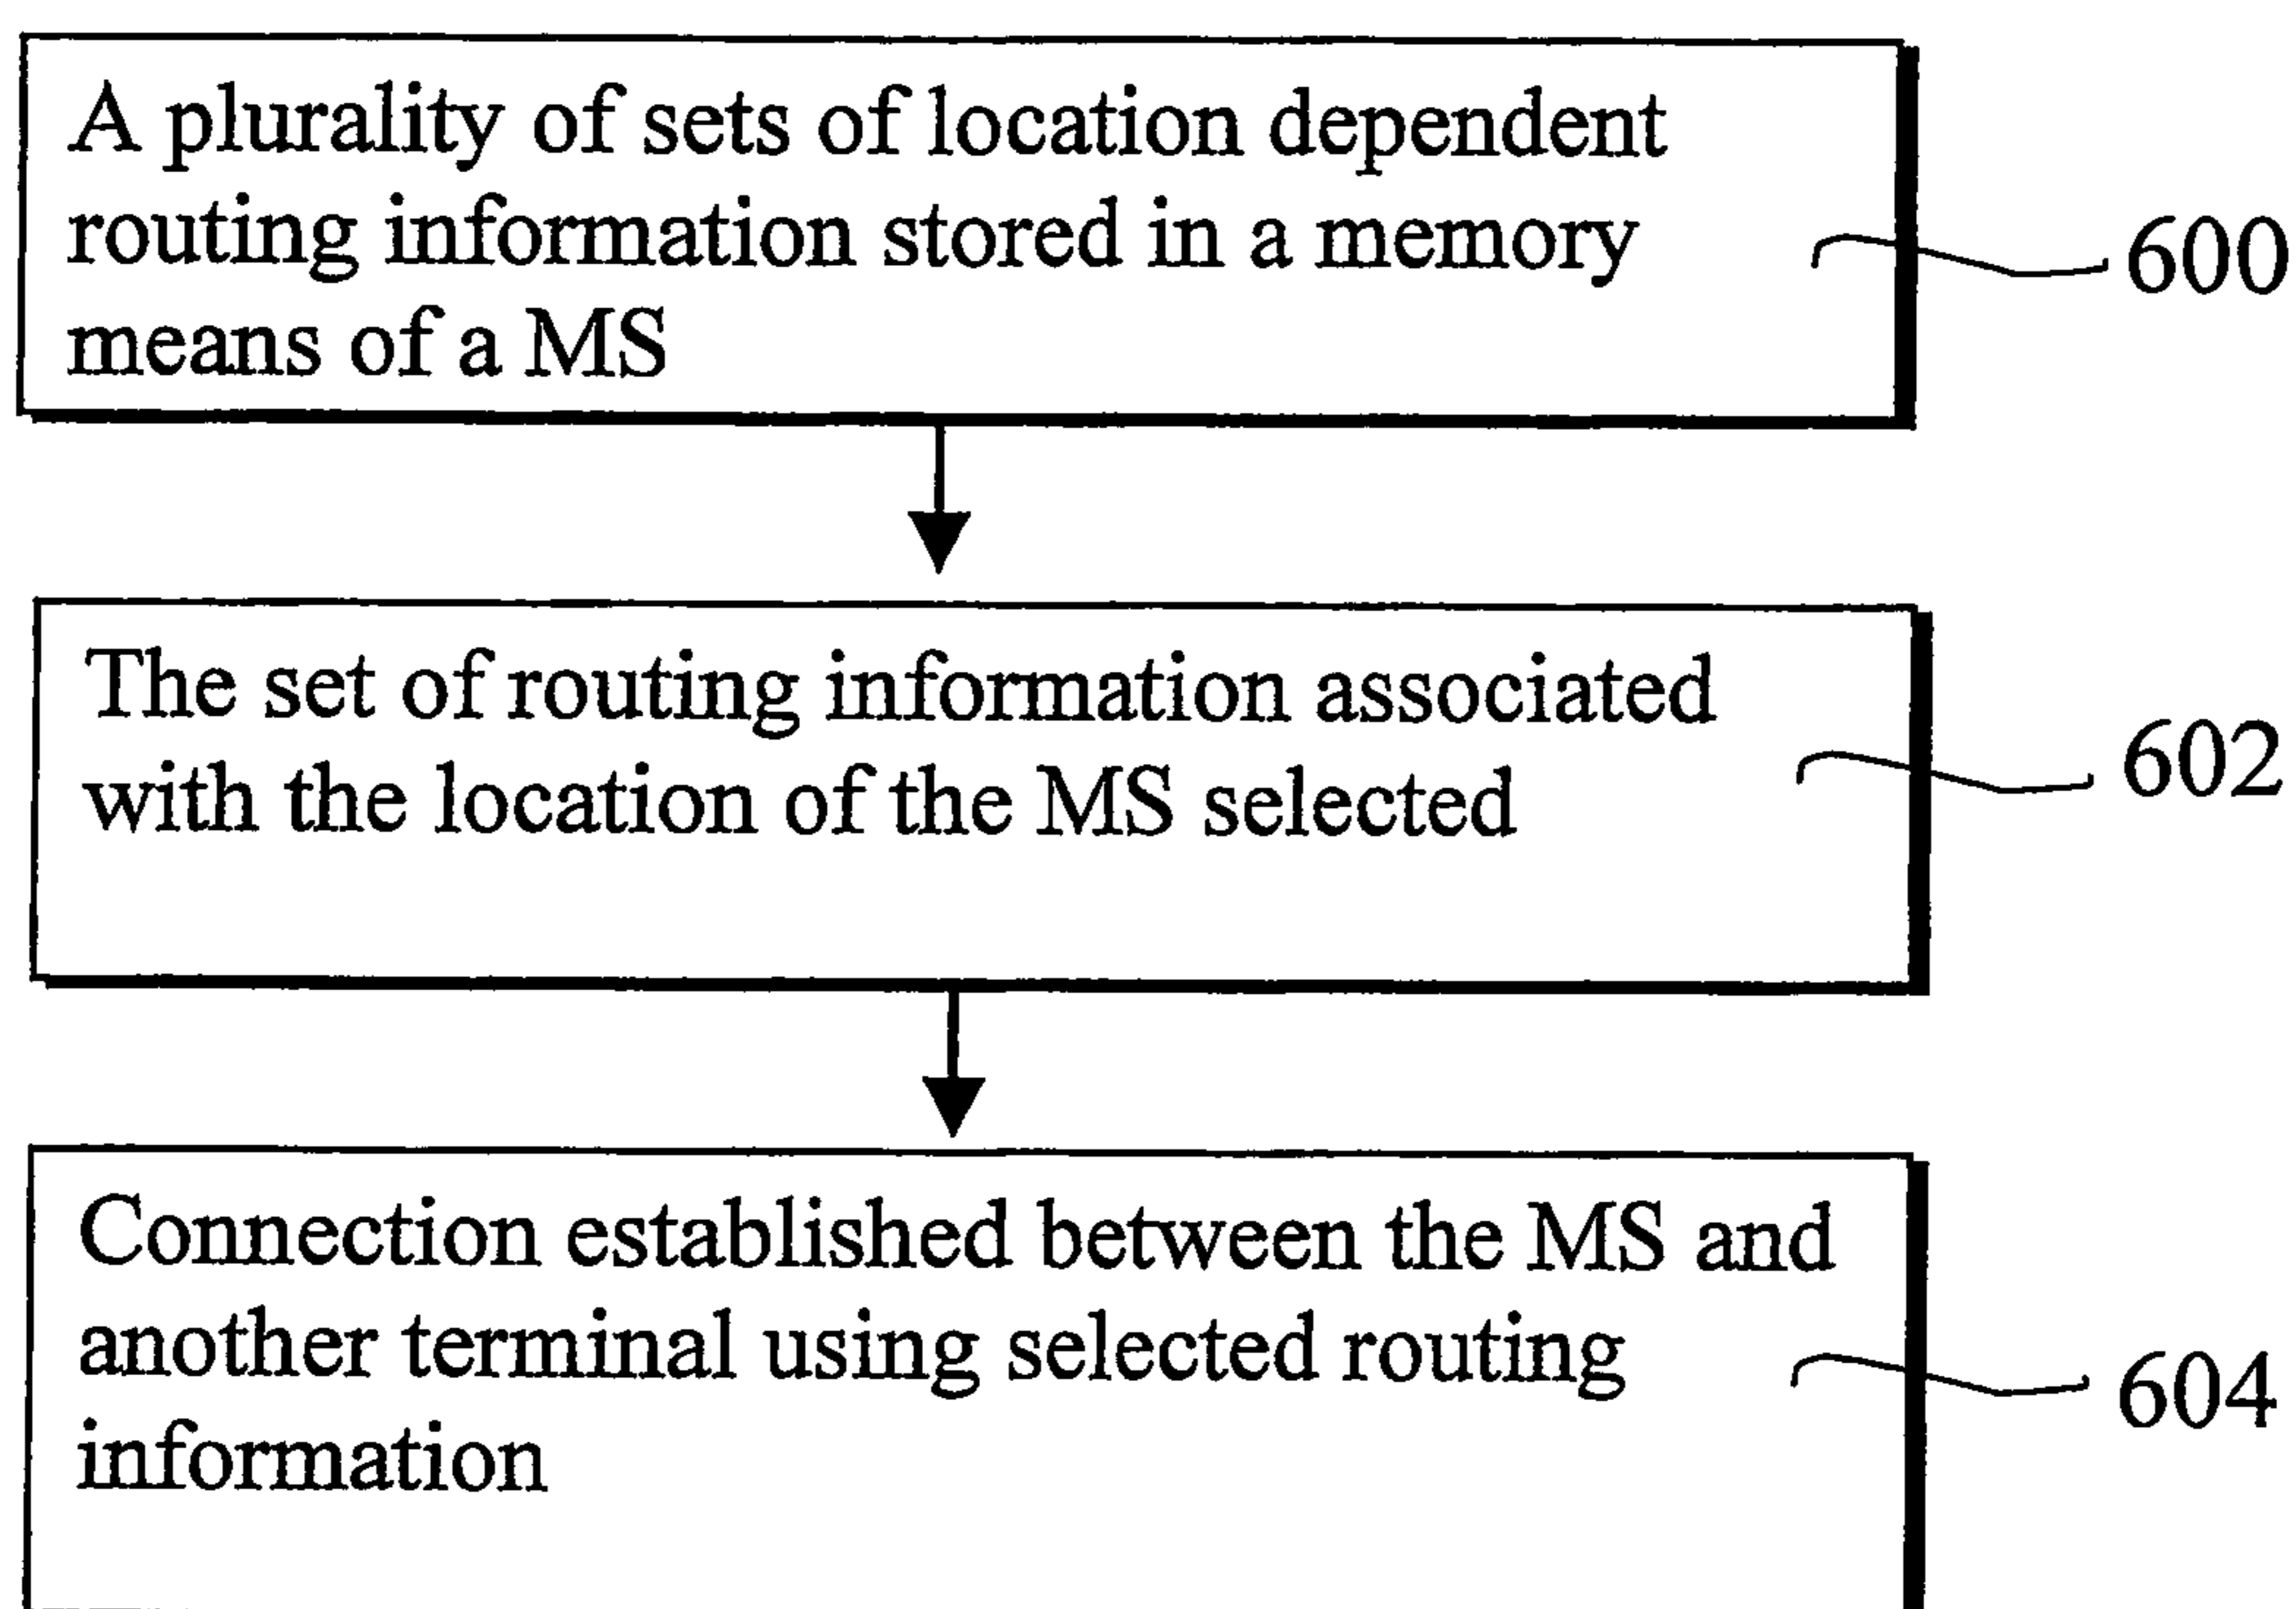 A plurality of sets of location dependent
routing information stored in a memory
means of a MS
600
The set of routing information associated
with the location of the MS selected
602
Connection established between the MS and
another terminal using selected routing
information
604